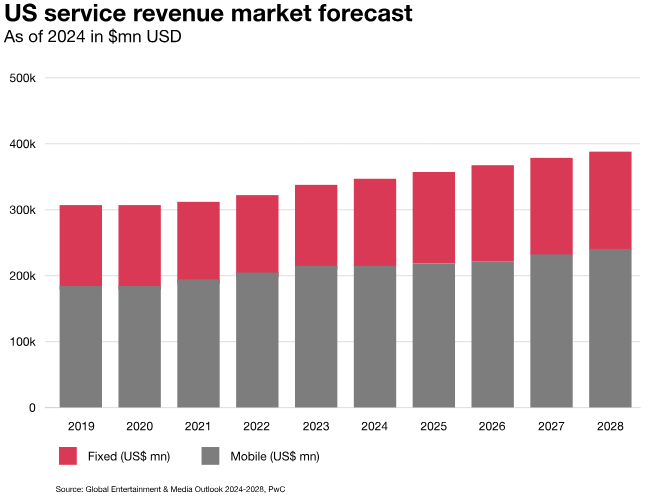 US service revenue market forecast
As of 2024 in $mn USD
500k
400k
300k
200k
100k
0
2019 2020 2021 2022 2023 2024 2025 2026 2027 2028
Fixed (US$ mn) Mobile (US$ mn)
Source: Global Entertainment & Media Outlook 2024-2028, PwC